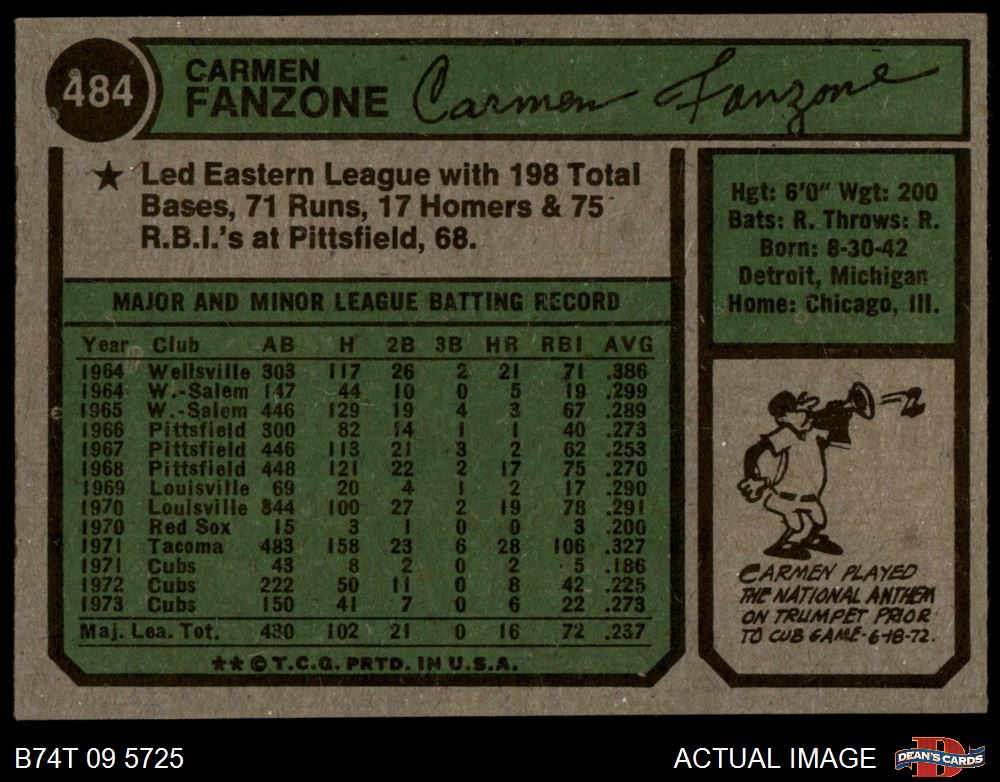 484
CARMEN
FANZONE
Carmen Fanzone
★ Led Eastern League with 198 Total
Bases, 71 Runs, 17 Homers & 75
R.B.I.'s at Pittsfield, 68.
Hgt: 6'0" Wgt: 200
Bats: R. Throws: R.
Born: 8-30-42
Detroit, Michigan
Home: Chicago, Ill.
MAJOR AND MINOR LEAGUE BATTING RECORD
Year Club AB H 2B 3B HR RBI AVG
1964 Wellsville 303 117 26 2 21 71 .386
1964 W.-Salem 147 44 10 0 5 19 .299
1965 W.-Salem 446 129 19 4 3 67 .289
1966 Pittsfield 300 82 14 1 1 40 .273
1967 Pittsfield 446 113 21 3 2 62 .253
1968 Pittsfield 448 121 22 2 17 75 .270
1969 Louisville 69 20 4 1 2 17 .290
1970 Louisville 344 100 27 2 19 78 .291
1970 Red Sox 15 3 1 0 0 3 .200
1971 Tacoma 483 158 23 6 28 106 .327
1971 Cubs 43 8 2 0 2 5 .186
1972 Cubs 222 50 11 0 8 42 .225
1973 Cubs 150 41 7 0 6 22 .273
Maj. Lea. Tot. 430 102 21 0 16 72 .237
★★ © T.C.G. PRTD. IN U.S.A.
CARMEN PLAYED
THE NATIONAL ANTHEM
ON TRUMPET PRIOR
TO CUB GAME-6-18-72.
B74T 09 5725
ACTUAL IMAGE
D
DEAN'S CARDS